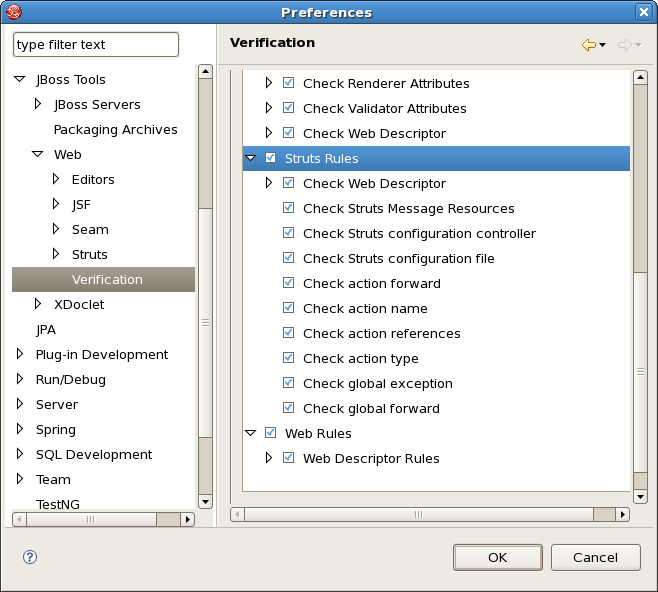 Preferences
type filter text
JBoss Tools
JBoss Servers
Packaging Archives
Web
Editors
JSF
Seam
Struts
Verification
XDoclet
JPA
Plug-in Development
Run/Debug
Server
Spring
SQL Development
Team
TestNG
Verification
Check Renderer Attributes
Check Validator Attributes
Check Web Descriptor
Struts Rules
Check Web Descriptor
Check Struts Message Resources
Check Struts configuration controller
Check Struts configuration file
Check action forward
Check action name
Check action references
Check action type
Check global exception
Check global forward
Web Rules
Web Descriptor Rules
?
OK
Cancel